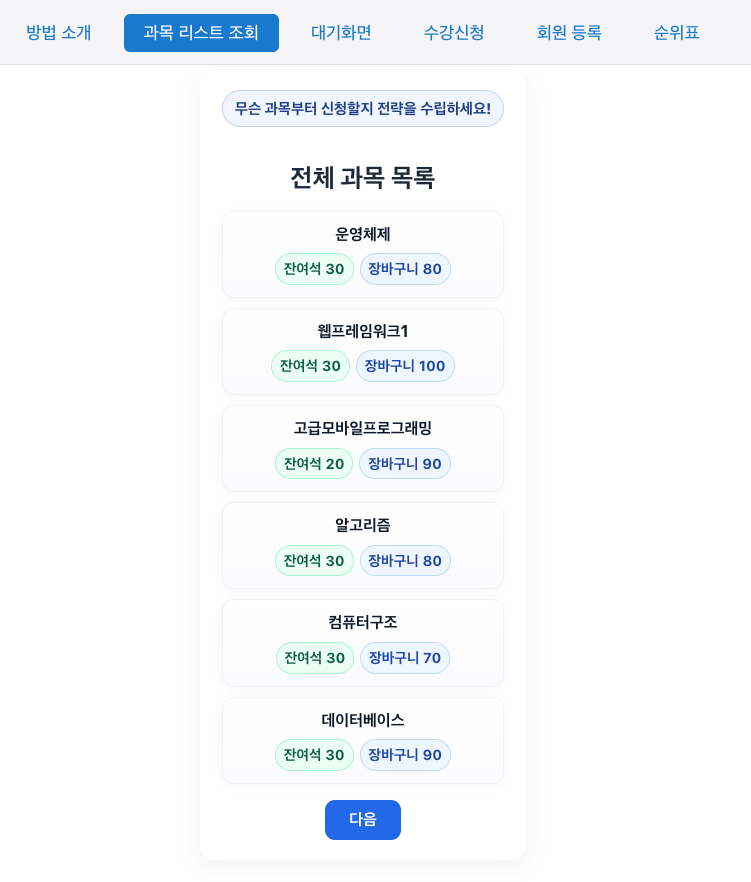 방법 소개 과목 리스트 조회 대기화면 수강신청 회원 등록 순위표
무슨 과목부터 신청할지 전략을 수립하세요!
전체 과목 목록
운영체제
잔여석 30 장바구니 80
웹프레임워크1
잔여석 30 장바구니 100
고급모바일프로그래밍
잔여석 20 장바구니 90
알고리즘
잔여석 30 장바구니 80
컴퓨터구조
잔여석 30 장바구니 70
데이터베이스
잔여석 30 장바구니 90
다음